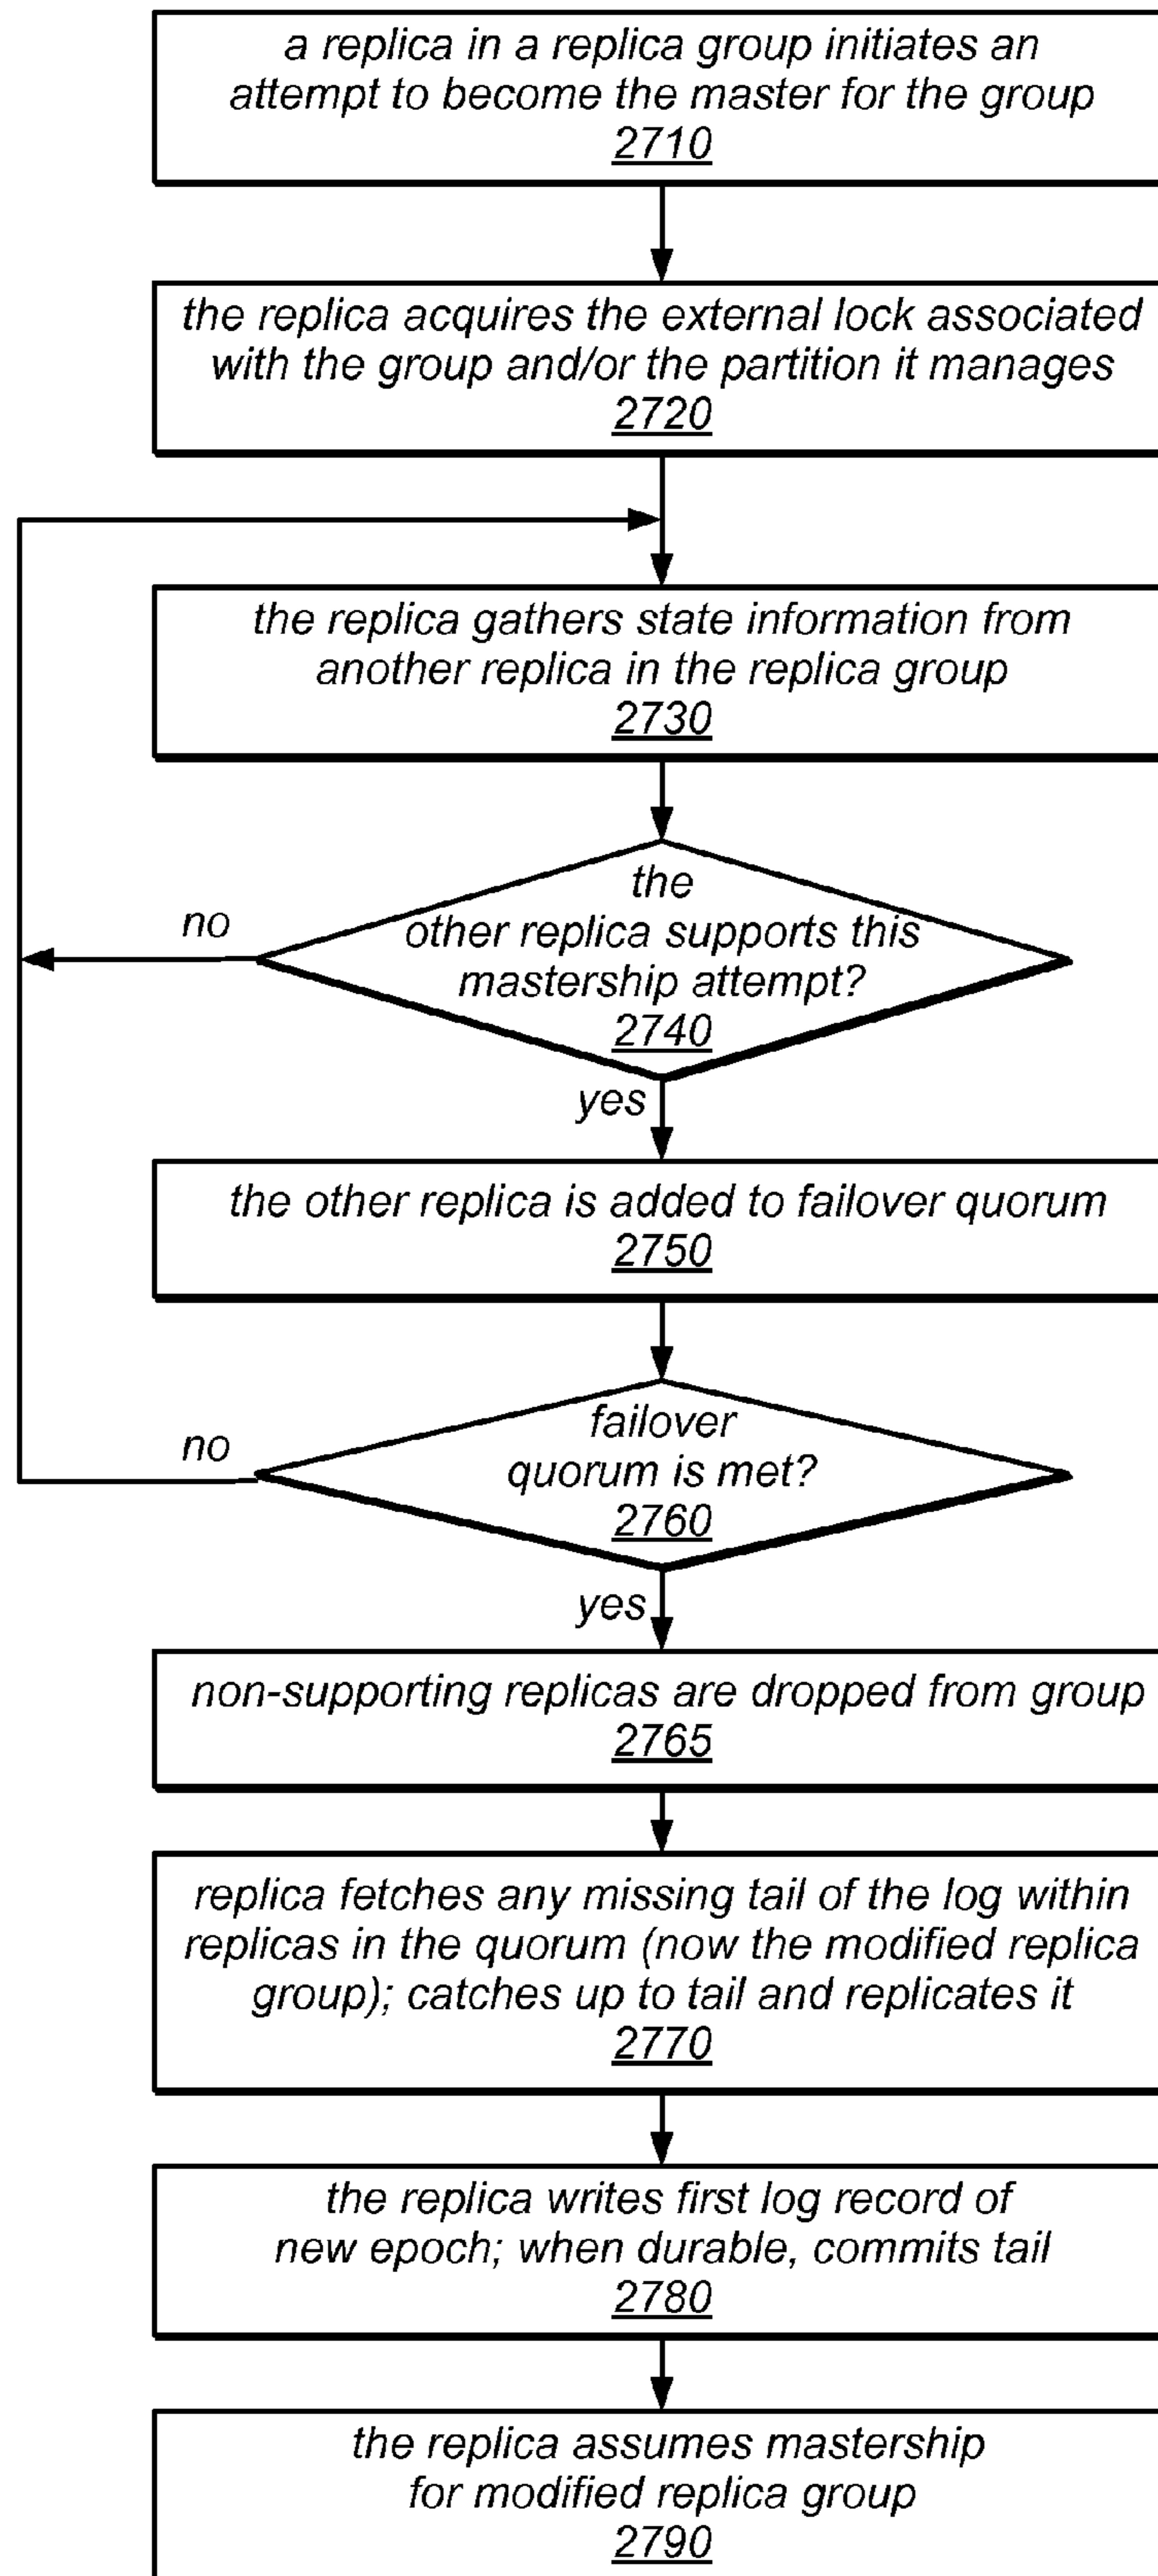 a replica in a replica group initiates an
attempt to become the master for the group
2710
the replica acquires the external lock associated
with the group and/or the partition it manages
2720
the replica gathers state information from
another replica in the replica group
2730
the
other replica supports this
mastership attempt?
2740
no
yes
the other replica is added to failover quorum
2750
failover
quorum is met?
2760
no
yes
non-supporting replicas are dropped from group
2765
replica fetches any missing tail of the log within
replicas in the quorum (now the modified replica
group); catches up to tail and replicates it
2770
the replica writes first log record of
new epoch; when durable, commits tail
2780
the replica assumes mastership
for modified replica group
2790